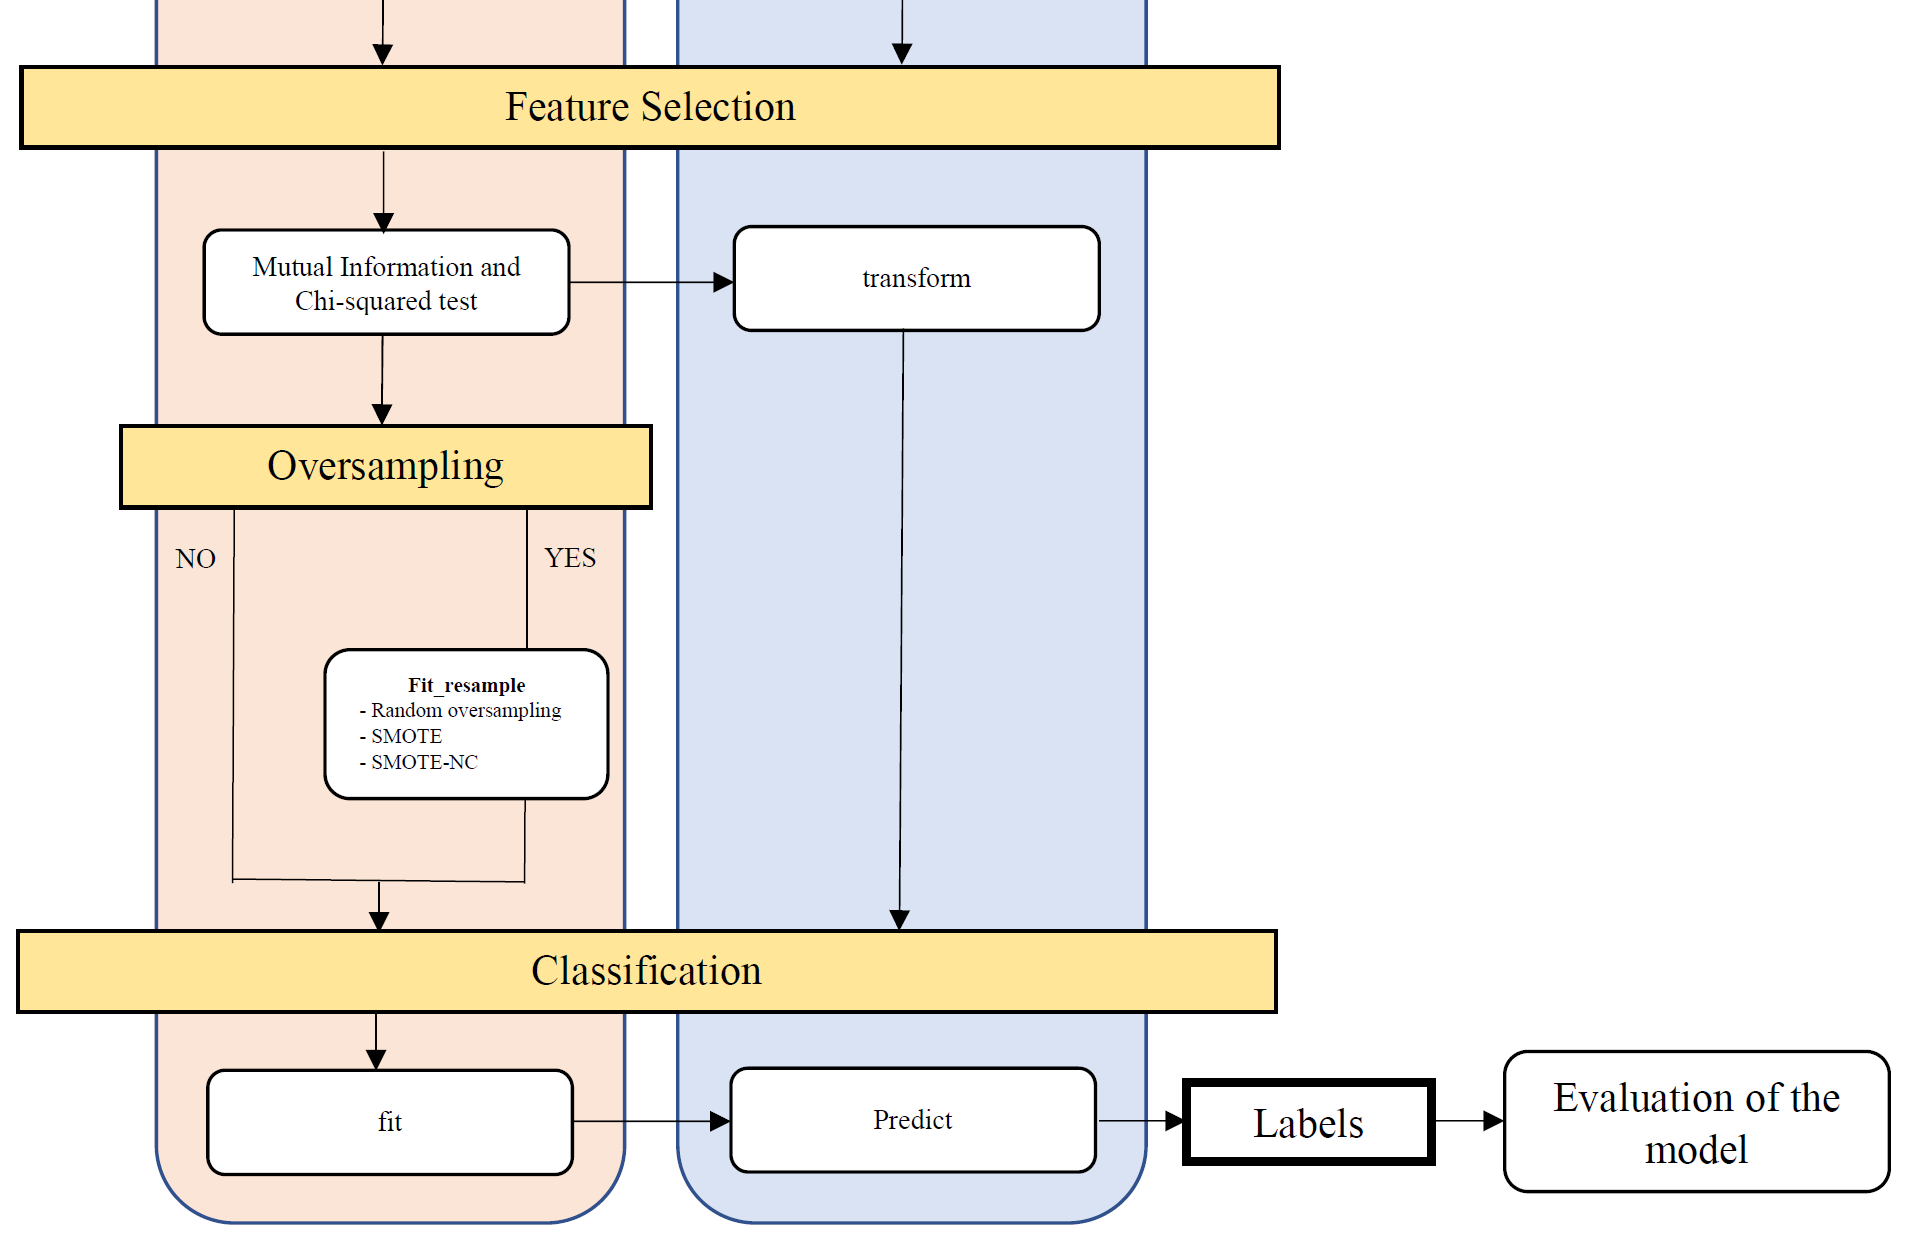 Feature Selection
Mutual Information and
Chi-squared test
transform
Oversampling
NO
YES
Fit_resample
- Random oversampling
- SMOTE
- SMOTE-NC
Classification
fit
Predict
Labels
Evaluation of the
model